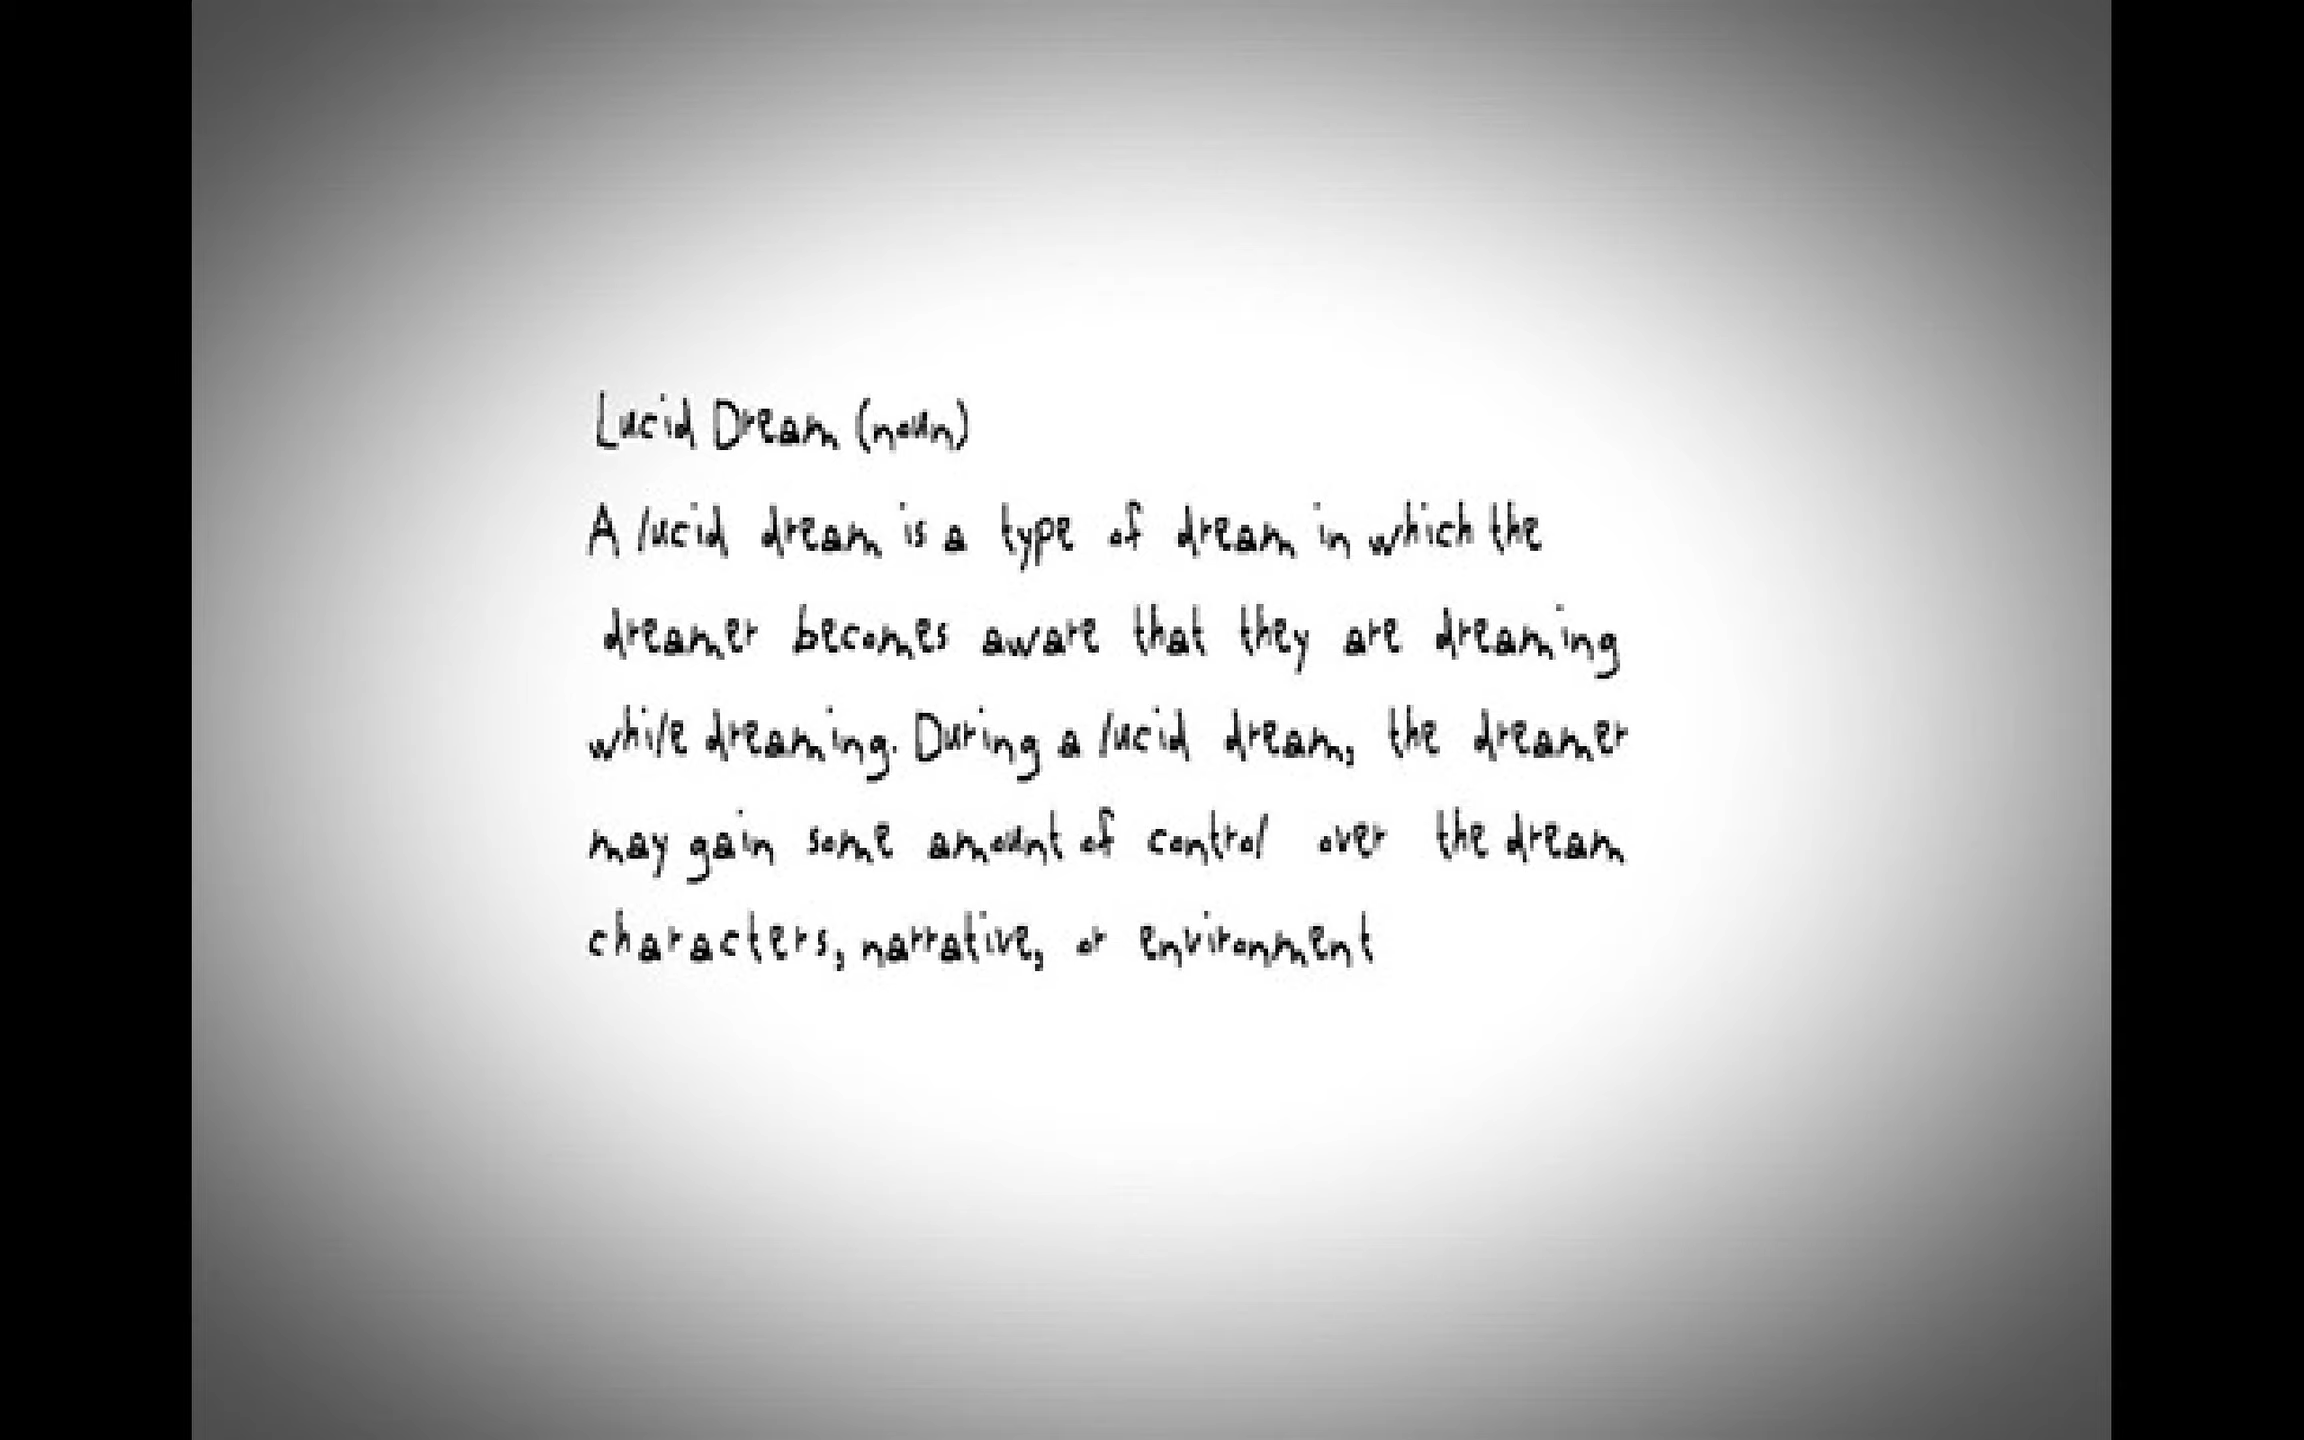 Lucid Dream (noun)
A lucid dream is a type of dream in which the
dreamer becomes aware that they are dreaming
while dreaming. During a lucid dream, the dreamer
may gain some amount of control over the dream
characters, narrative, or environment